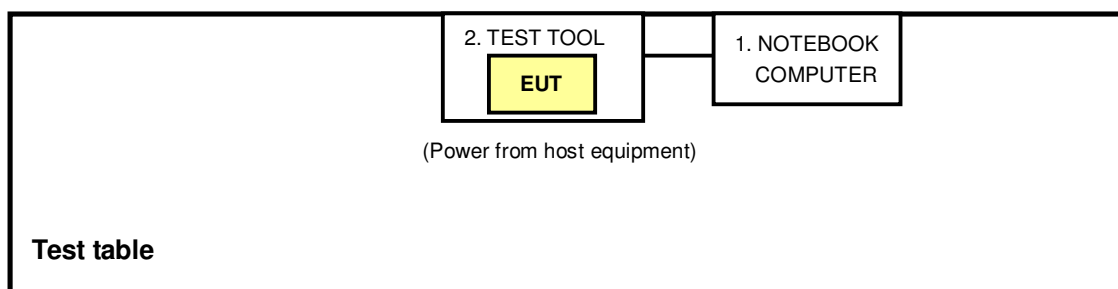 2. TEST TOOL
EUT
1. NOTEBOOK
COMPUTER
(Power from host equipment)
Test table